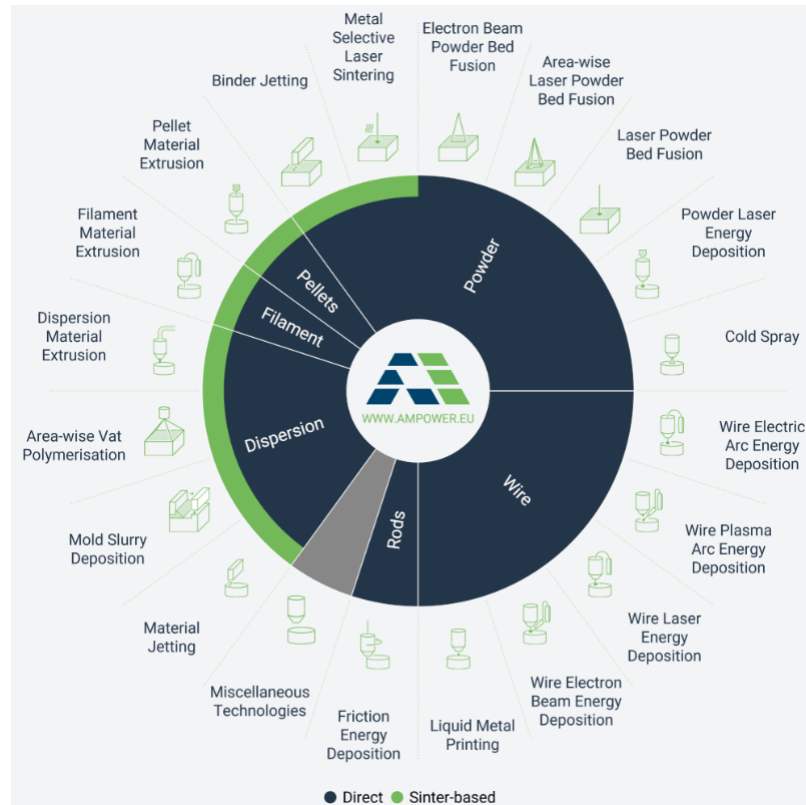 Metal
Selective
Laser
Sintering
Electron Beam
Powder Bed
Fusion
Area-wise
Laser Powder
Bed Fusion
Laser Powder
Bed Fusion
Powder Laser
Energy
Deposition
Cold Spray
Wire Electric
Arc Energy
Deposition
Wire Plasma
Arc Energy
Deposition
Wire Laser
Energy
Deposition
Wire Electron
Beam Energy
Deposition
Liquid Metal
Printing
Friction
Energy
Deposition
Miscellaneous
Technologies
Material
Jetting
Mold Slurry
Deposition
Area-wise Vat
Polymerisation
Dispersion
Material
Extrusion
Filament
Material
Extrusion
Pellet
Material
Extrusion
Binder Jetting
Powder
Wire
Rods
Dispersion
Filament
Pellets
WWW.AMPOWER.EU
Direct
Sinter-based